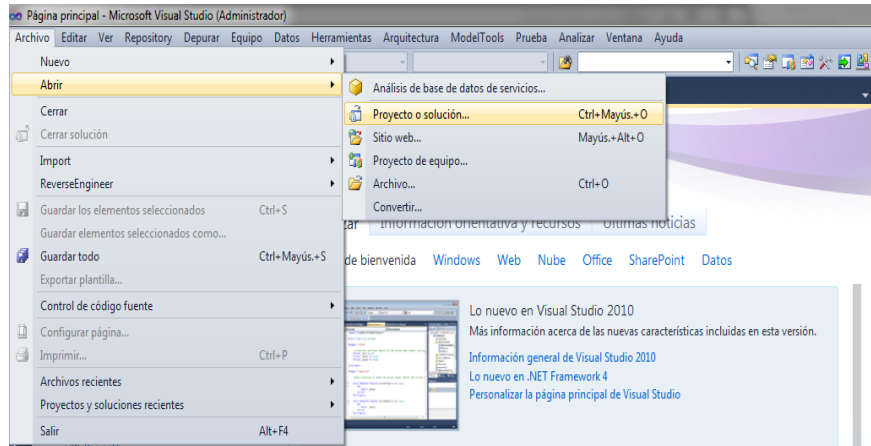 Página principal - Microsoft Visual Studio (Administrador)
Archivo Editar Ver Repository Depurar Equipo Datos Herramientas Arquitectura ModelTools Prueba Analizar Ventana Ayuda
Nuevo
Abrir
Cerrar
Cerrar solución
Import
ReverseEngineer
Guardar los elementos seleccionados Ctrl+S
Guardar elementos seleccionados como...
Guardar todo Ctrl+Mayús.+S
Exportar plantilla...
Control de código fuente
Configurar página...
Imprimir... Ctrl+P
Archivos recientes
Proyectos y soluciones recientes
Salir Alt+F4
Análisis de base de datos de servicios...
Proyecto o solución... Ctrl+Mayús.+O
Sitio web... Mayús.+Alt+O
Proyecto de equipo...
Archivo... Ctrl+O
Convertir...
zar Información orientativa y recursos Últimas noticias
de bienvenida Windows Web Nube Office SharePoint Datos
Lo nuevo en Visual Studio 2010
Más información acerca de las nuevas características incluidas en esta versión.
Información general de Visual Studio 2010
Lo nuevo en .NET Framework 4
Personalizar la página principal de Visual Studio